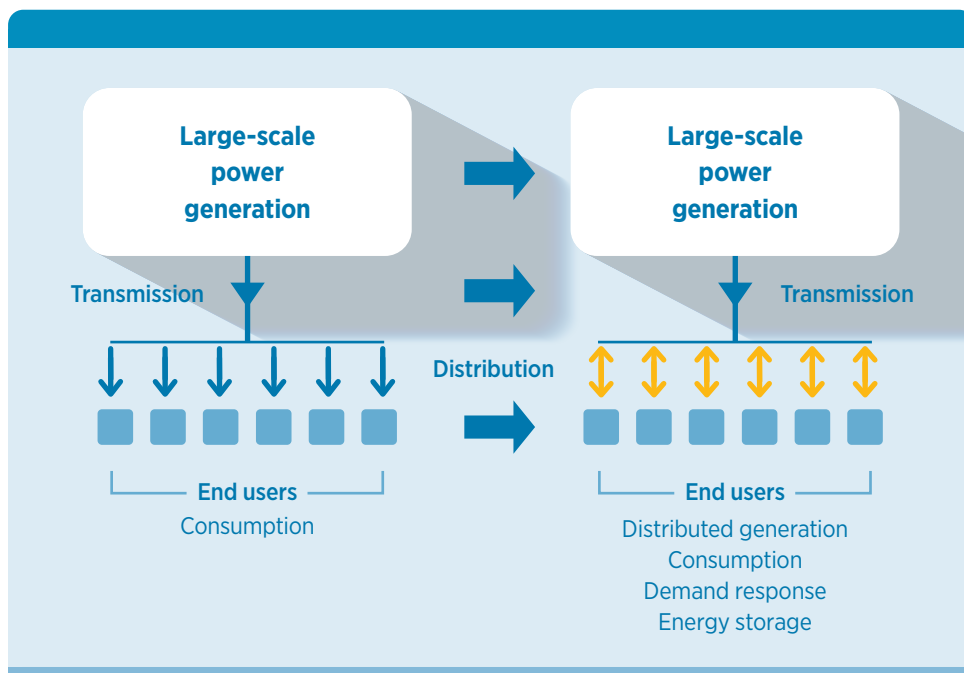 Large-scale
power
generation
Transmission
End users
Consumption
Distribution
Large-scale
power
generation
Transmission
End users
Distributed generation
Consumption
Demand response
Energy storage